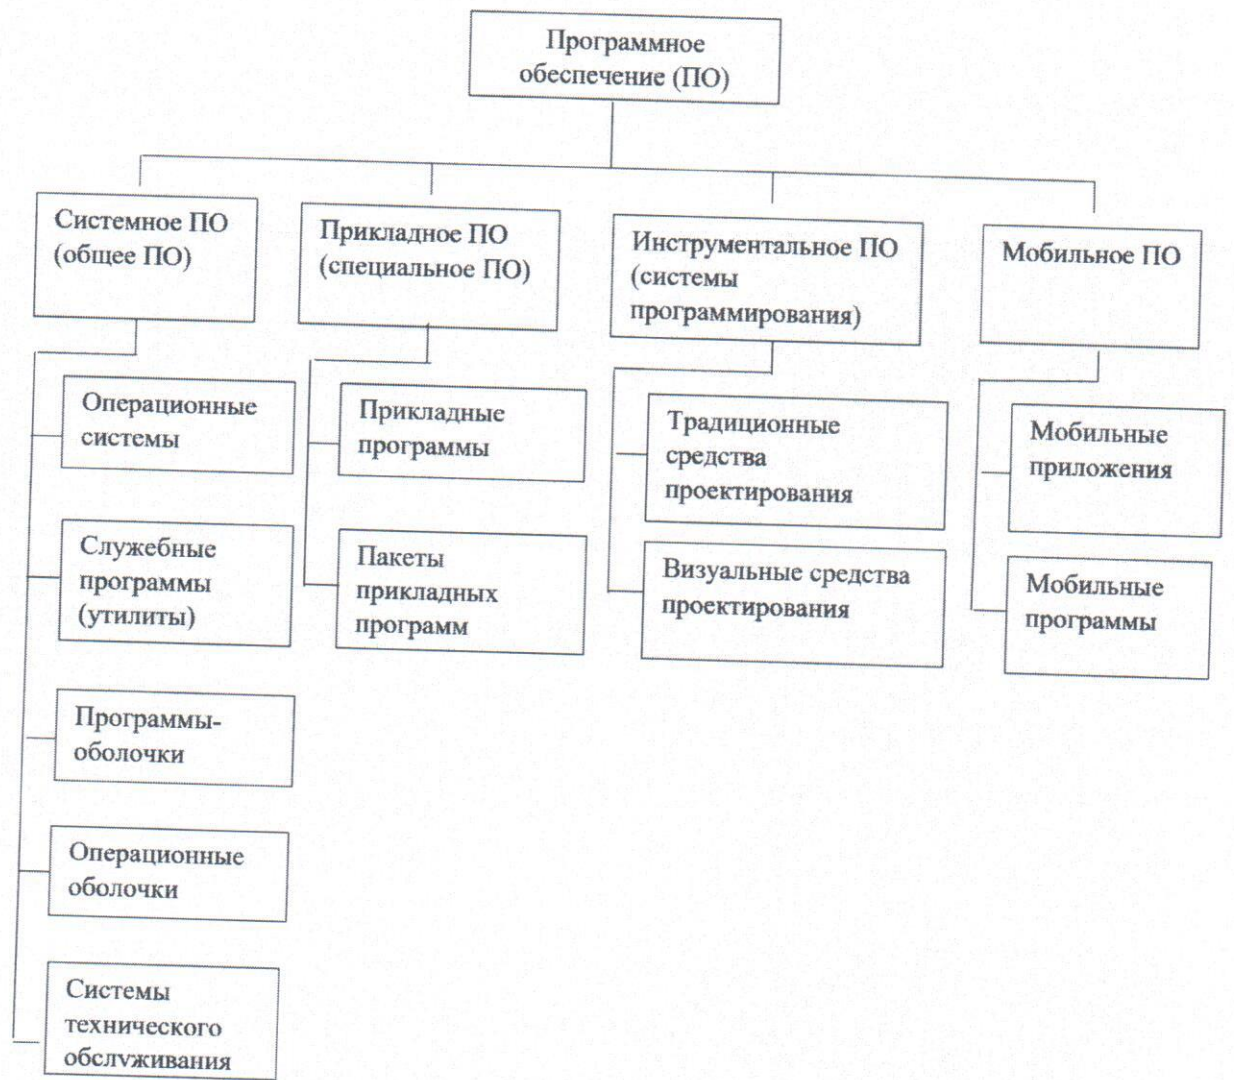 Программное
обеспечение (ПО)
Системное ПО
(общее ПО)
Прикладное ПО
(специальное ПО)
Инструментальное ПО
(системы
программирования)
Мобильное ПО
Операционные
системы
Служебные
программы
(утилиты)
Программы-
оболочки
Операционные
оболочки
Системы
технического
обслуживания
Прикладные
программы
Пакеты
прикладных
программ
Традиционные
средства
проектирования
Визуальные средства
проектирования
Мобильные
приложения
Мобильные
программы